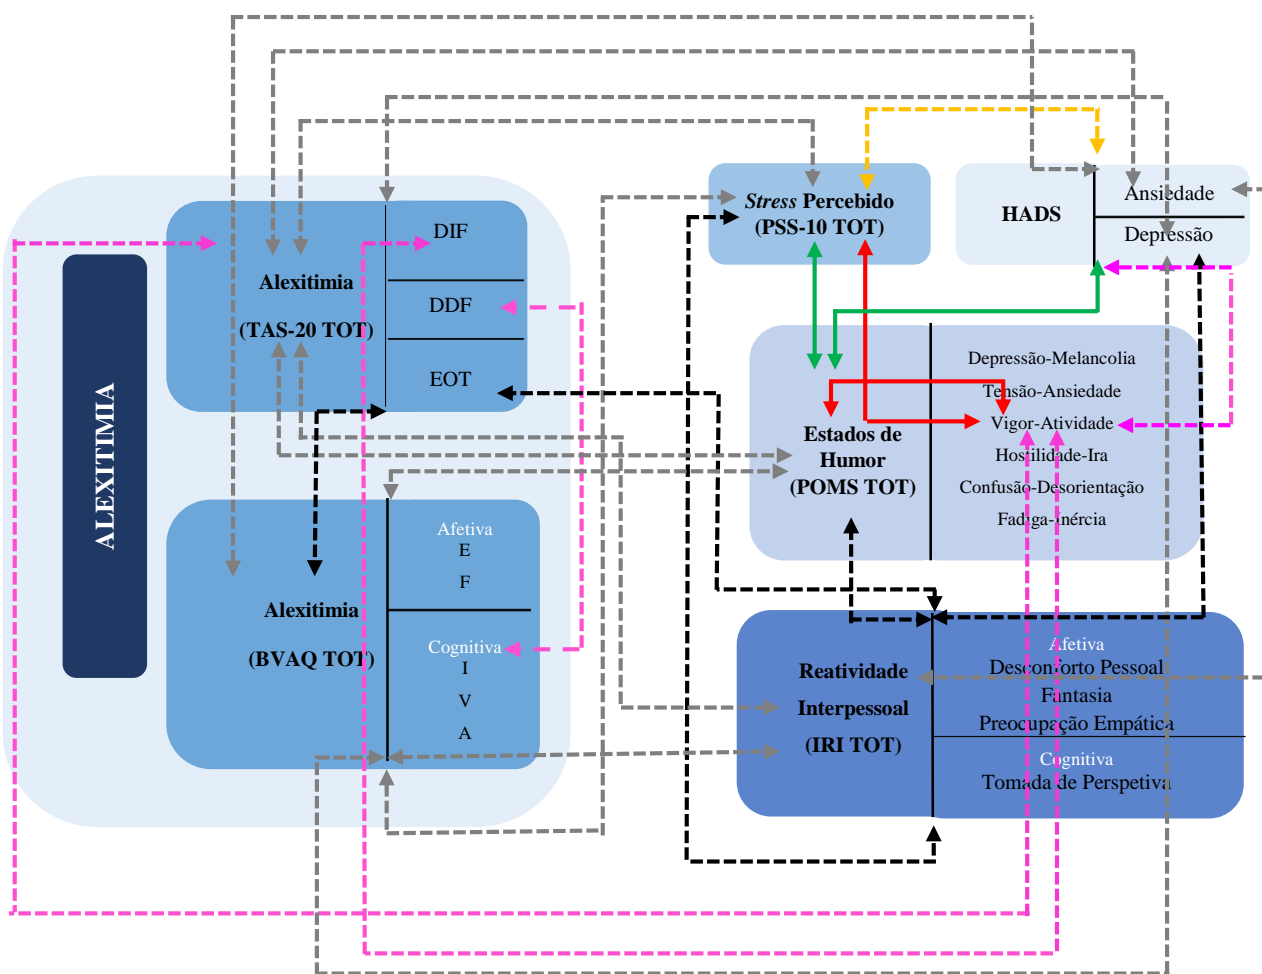 ALEXITIMIA
Alexitimia
(TAS-20 TOT)
DIF
DDF
EOT
Alexitimia
(BVAQ TOT)
Afetiva
E
F
Cognitiva
I
V
A
Stress Percebido
(PSS-10 TOT)
HADS
Ansiedade
Depressão
Estados de
Humor
(POMS TOT)
Depressão-Melancolia
Tensão-Ansiedade
Vigor-Atividade
Hostilidade-Ira
Confusão-Desorientação
Fadiga-Inércia
Reatividade
Interpessoal
(IRI TOT)
Afetiva
Desconforto Pessoal
Fantasia
Preocupação Empática
Cognitiva
Tomada de Perspetiva